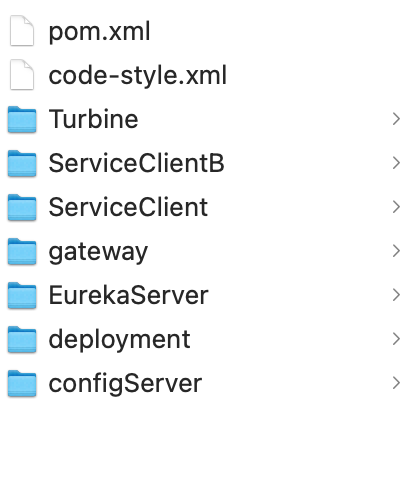 pom.xml
code-style.xml
Turbine
ServiceClientB
ServiceClient
gateway
EurekaServer
deployment
configServer